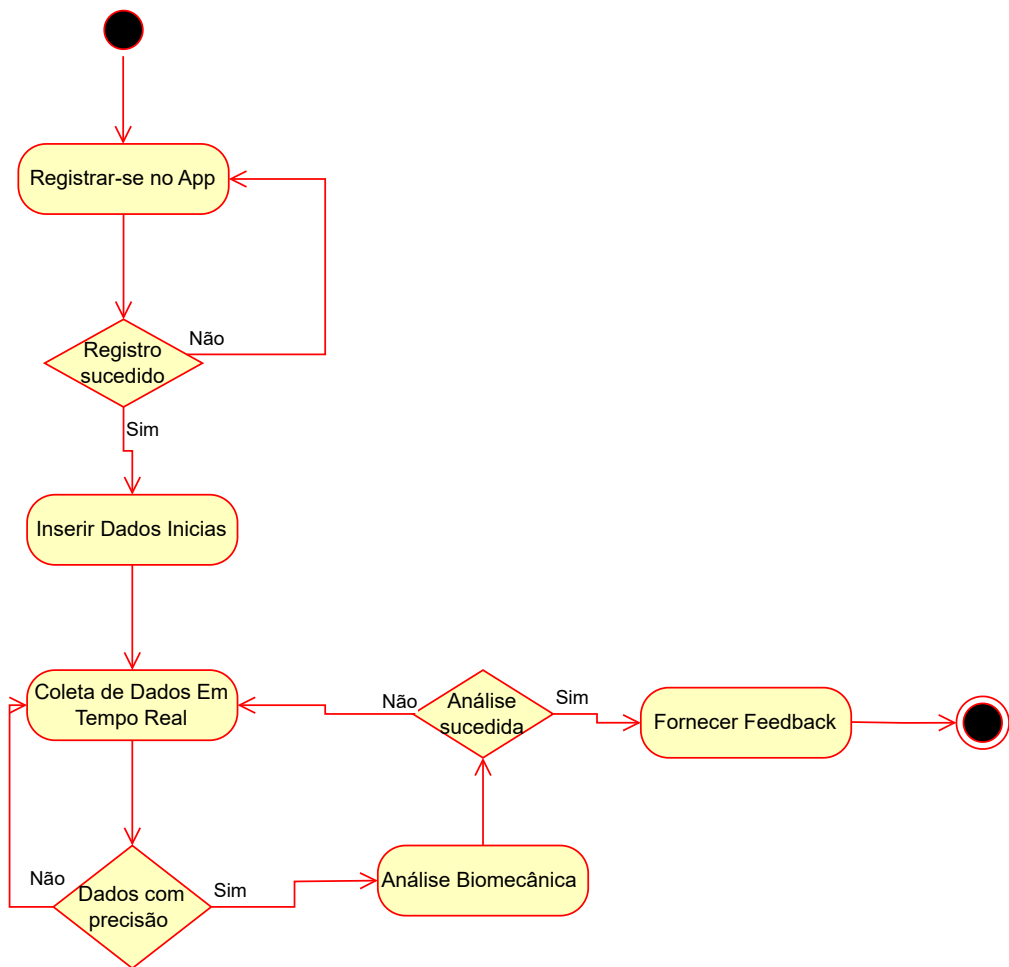 Registrar-se no App
Não
Registro
sucedido
Sim
Inserir Dados Inicias
Coleta de Dados Em
Tempo Real
Não
Dados com
precisão
Sim
Análise Biomecânica
Não
Análise
sucedida
Sim
Fornecer Feedback